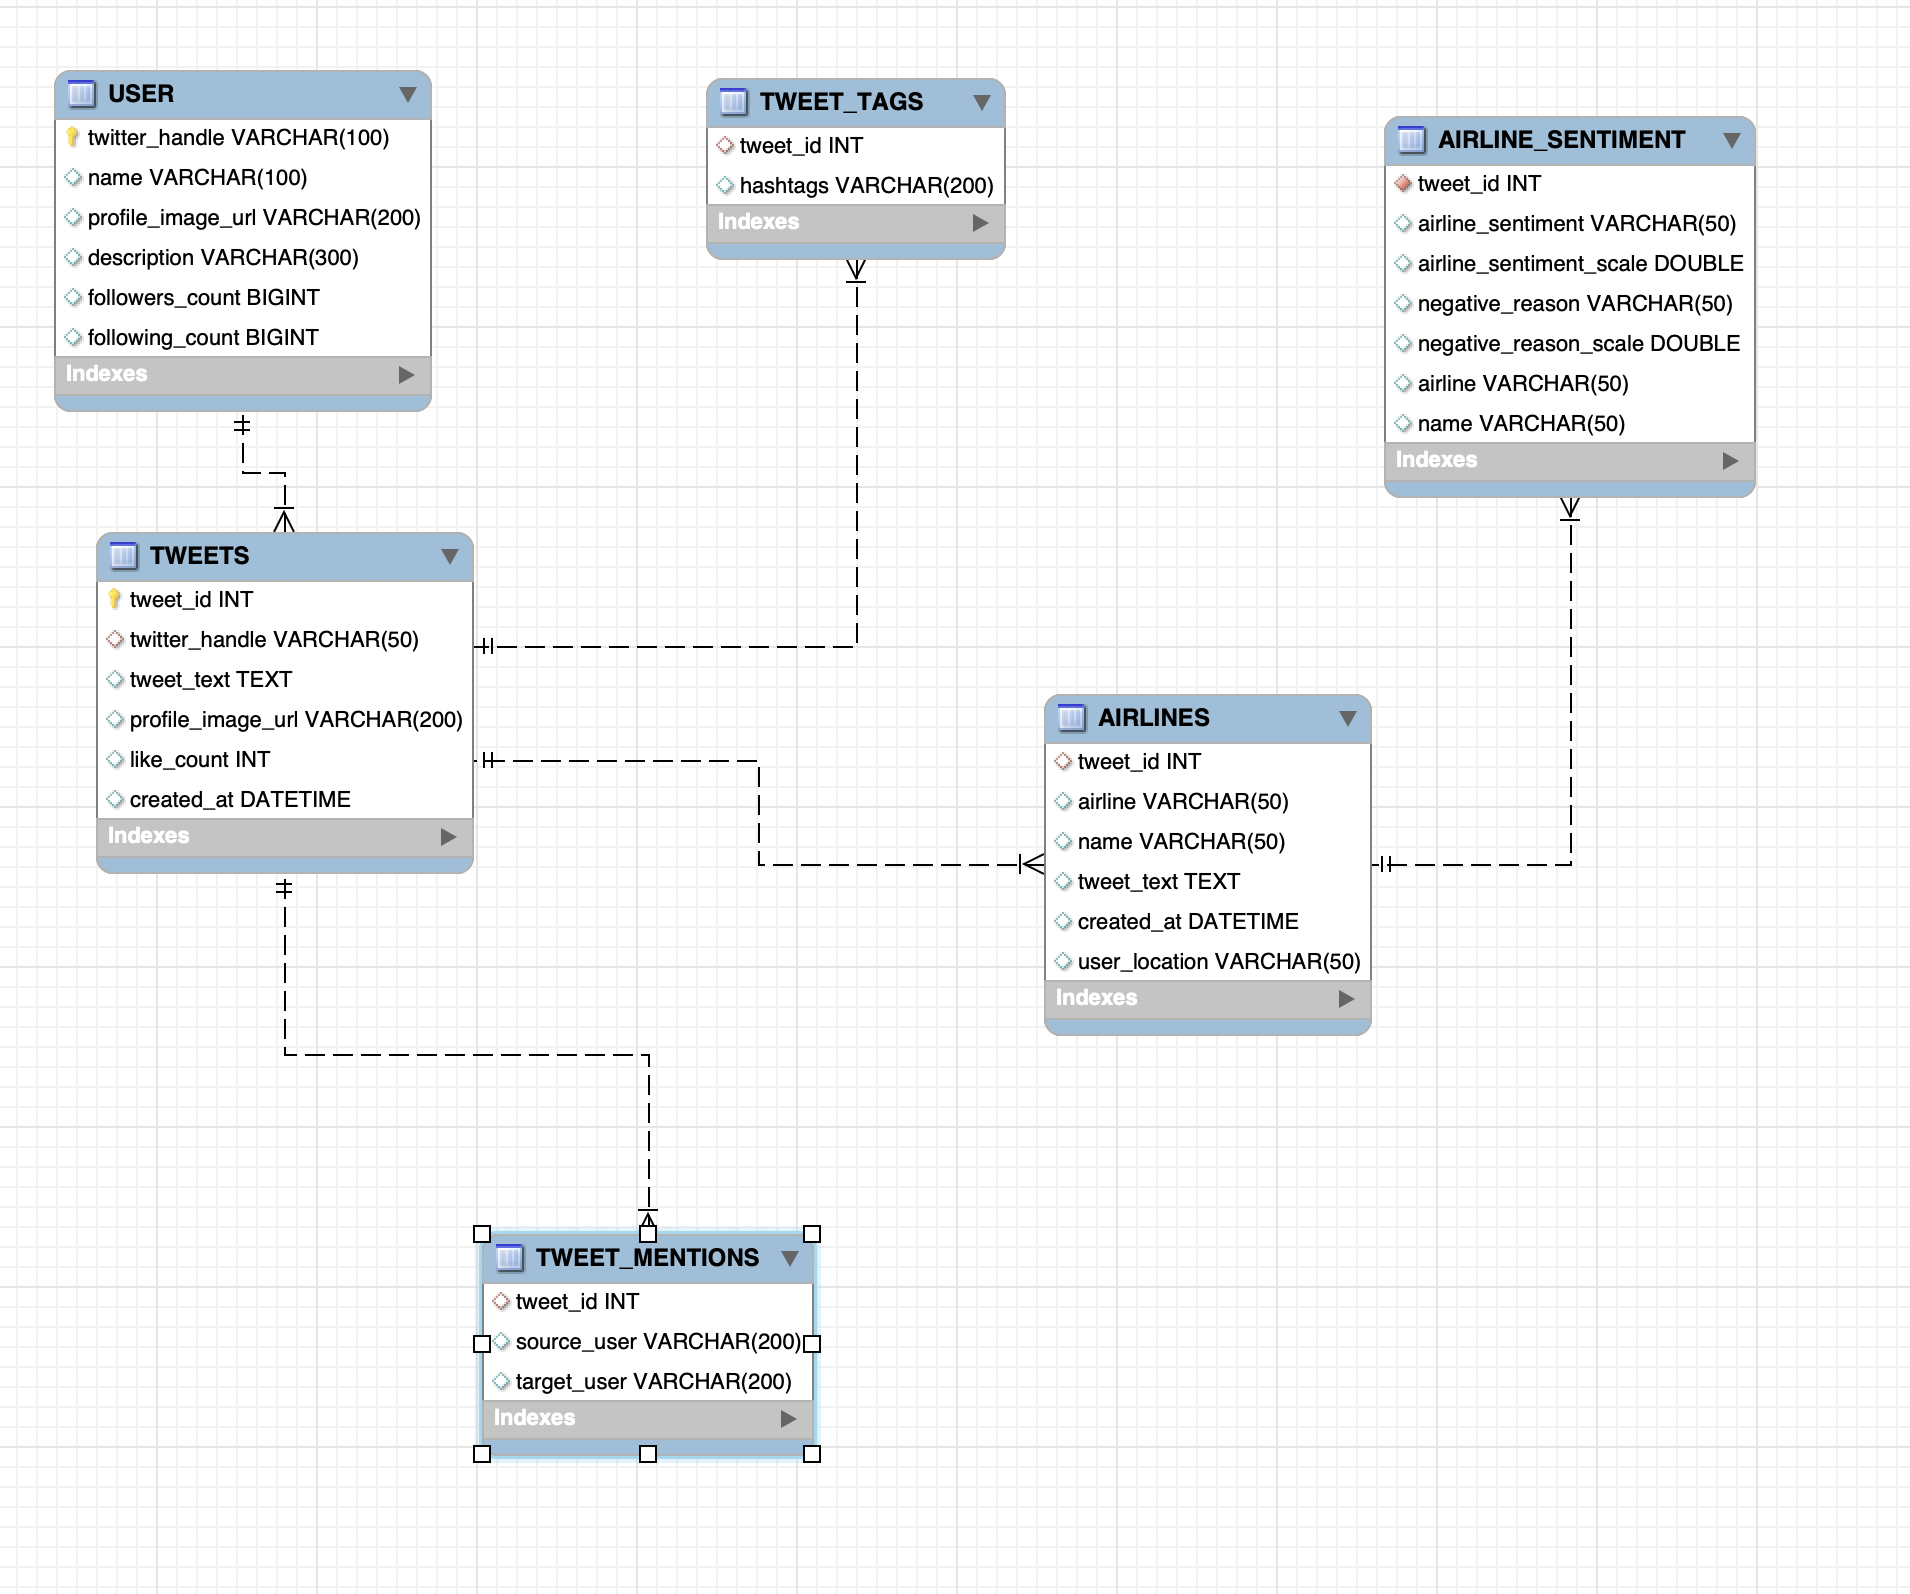 USER
twitter_handle VARCHAR(100)
name VARCHAR(100)
profile_image_url VARCHAR(200)
description VARCHAR(300)
followers_count BIGINT
following_count BIGINT
Indexes
TWEET_TAGS
tweet_id INT
hashtags VARCHAR(200)
Indexes
AIRLINE_SENTIMENT
tweet_id INT
airline_sentiment VARCHAR(50)
airline_sentiment_scale DOUBLE
negative_reason VARCHAR(50)
negative_reason_scale DOUBLE
airline VARCHAR(50)
name VARCHAR(50)
Indexes
TWEETS
tweet_id INT
twitter_handle VARCHAR(50)
tweet_text TEXT
profile_image_url VARCHAR(200)
like_count INT
created_at DATETIME
Indexes
AIRLINES
tweet_id INT
airline VARCHAR(50)
name VARCHAR(50)
tweet_text TEXT
created_at DATETIME
user_location VARCHAR(50)
Indexes
TWEET_MENTIONS
tweet_id INT
source_user VARCHAR(200)
target_user VARCHAR(200)
Indexes